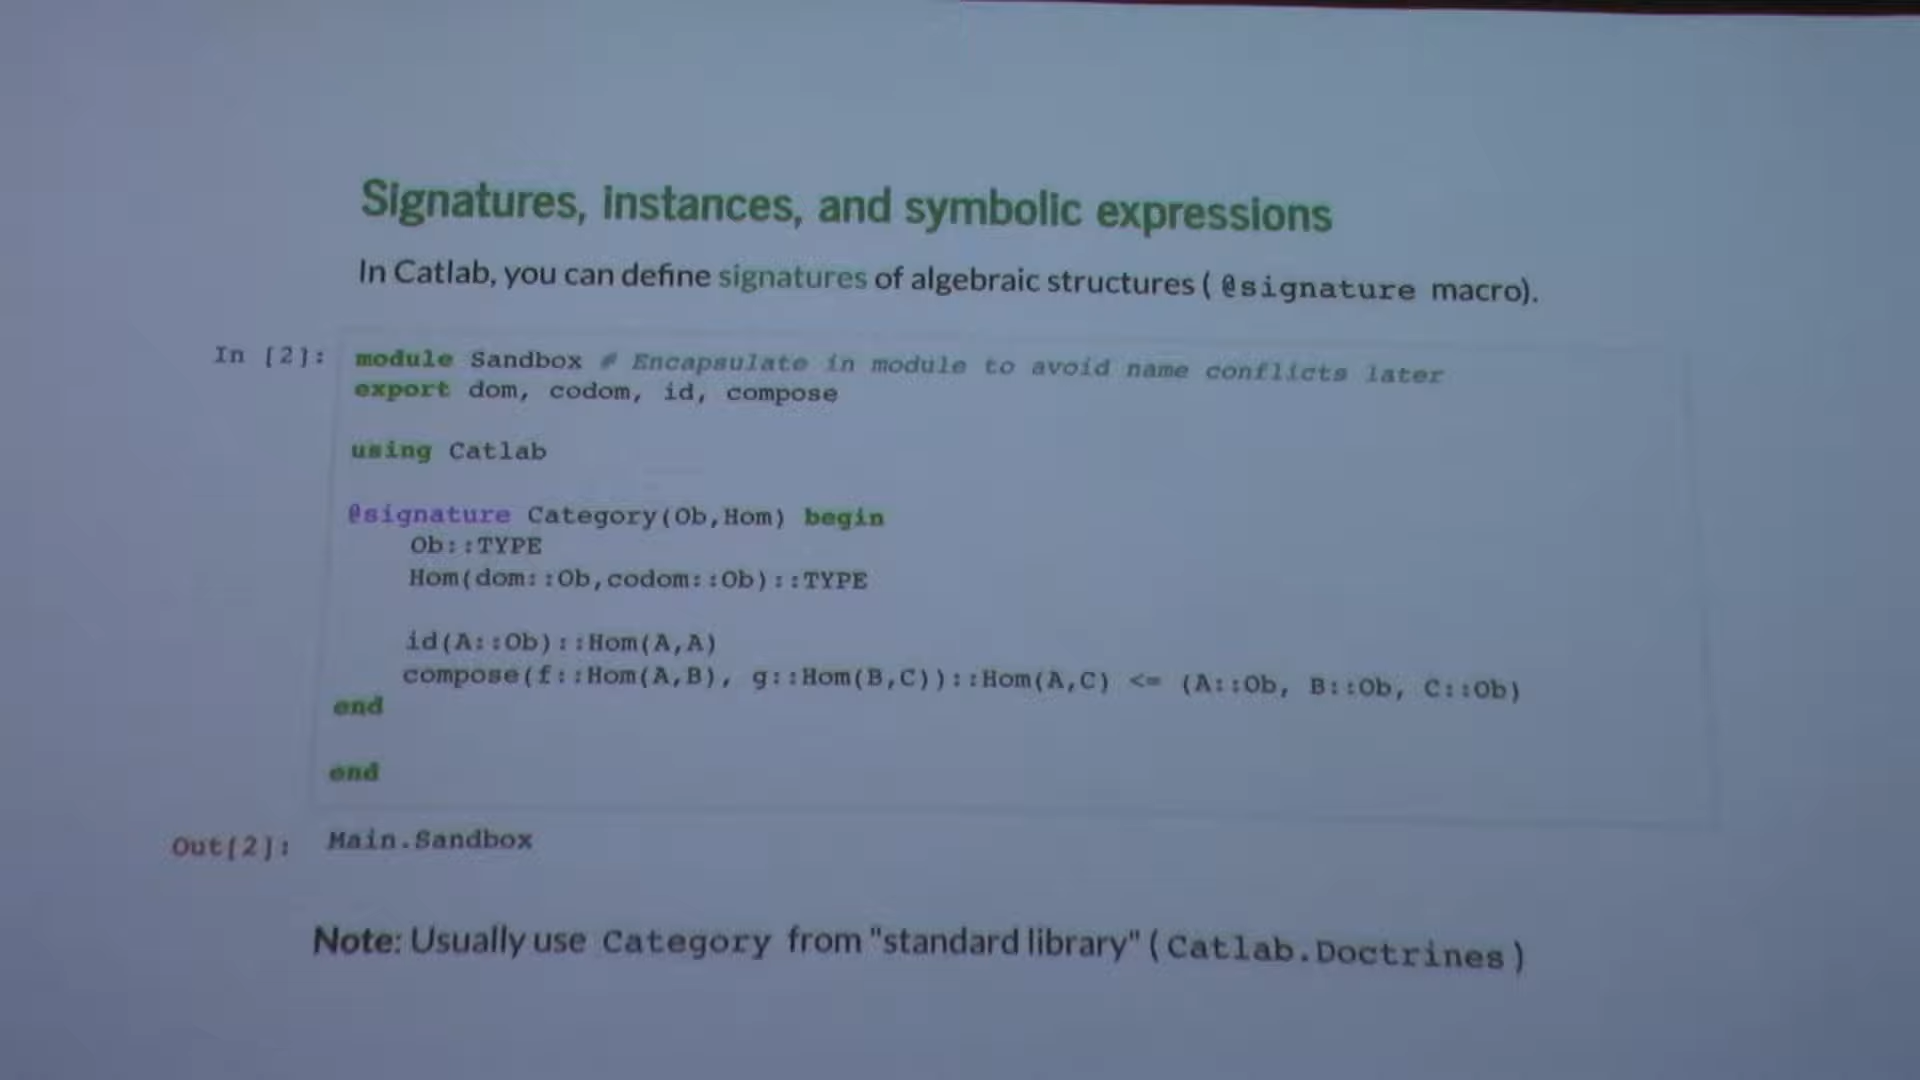 Signatures, instances, and symbolic expressions
In Catlab, you can define signatures of algebraic structures ( @signature macro).
In [2]: module Sandbox # Encapsulate in module to avoid name conflicts later
export dom, codom, id, compose
using Catlab
@signature Category(Ob,Hom) begin
Ob::TYPE
Hom(dom::Ob,codom::Ob)::TYPE
id(A::Ob)::Hom(A,A)
compose(f::Hom(A,B), g::Hom(B,C))::Hom(A,C) <= (A::Ob, B::Ob, C::Ob)
end
end
Out[2]: Main.Sandbox
Note: Usually use Category from "standard library" ( Catlab.Doctrines )